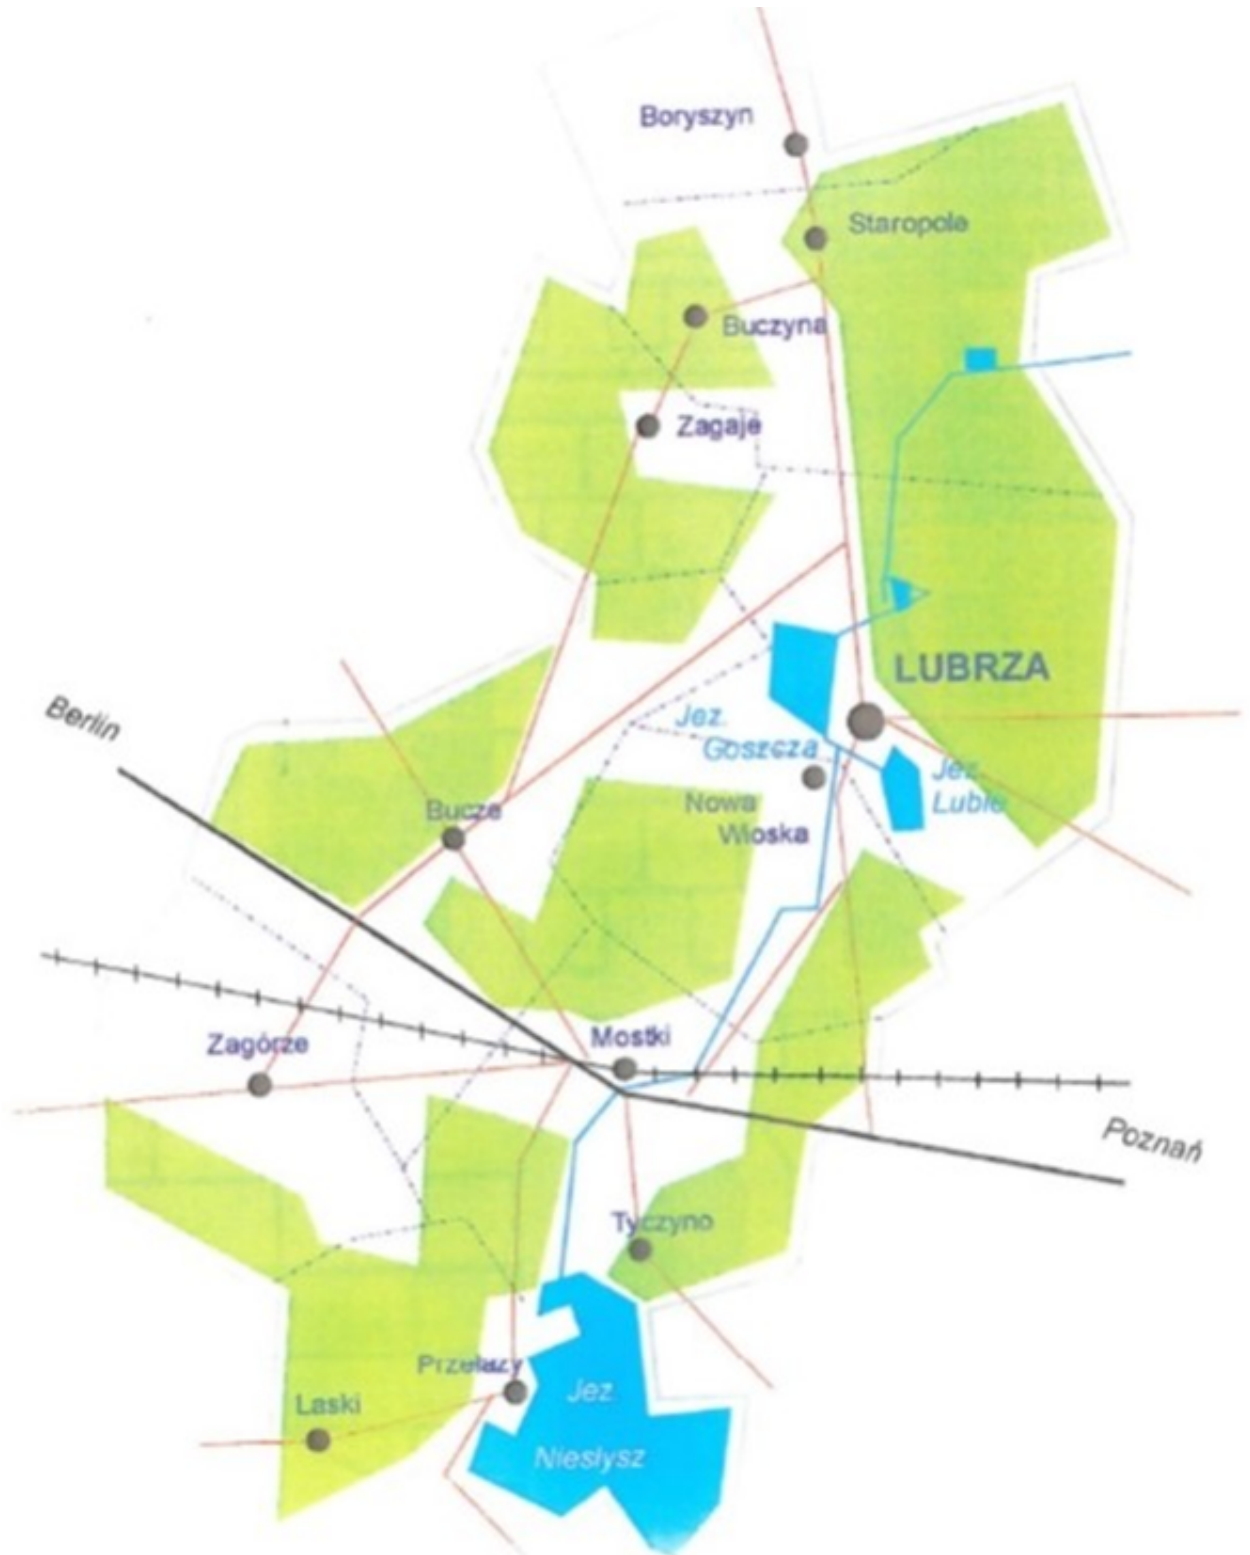 Boryszyn
Staropole
Buczyna
Zagaje
LUBRZA
Berlin
Jez.
Goszcza
Jez.
Lubie
Nowa
Wioska
Bucze
Zagórze
Mostki
Poznań
Tyczyno
Przełazy
Jez.
Niesłysz
Laski